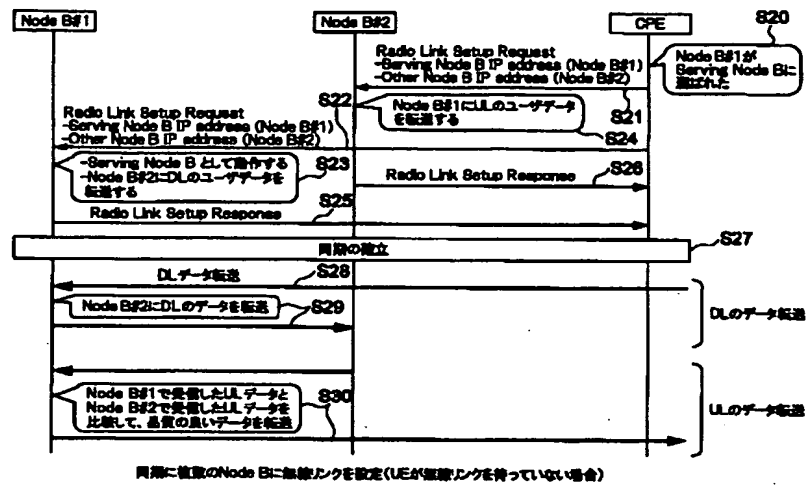 Node B#1
Node B#2
CPE
S20
Node B#1が
Serving Node Bに
選ばれた
Radio Link Setup Request
-Serving Node B IP address (Node B#1)
-Other Node B IP address (Node B#2)
S21
Node B#1にULのユーザデータ
を転送する
S24
Radio Link Setup Request
-Serving Node B IP address (Node B#1)
-Other Node B IP address (Node B#2)
S22
-Serving Node B として動作する
-Node B#2にDLのユーザデータを
転送する
S23
Radio Link Setup Response
S26
Radio Link Setup Response
S25
同期の確立
S27
DLデータ転送
S28
Node B#2にDLのデータを転送
S29
DLのデータ転送
Node B#1で受信したULデータと
Node B#2で受信したULデータを
比較して、品質の良いデータを転送
S30
ULのデータ転送
同期に複数のNode Bに無線リンクを設定(UEが無線リンクを持っていない場合)